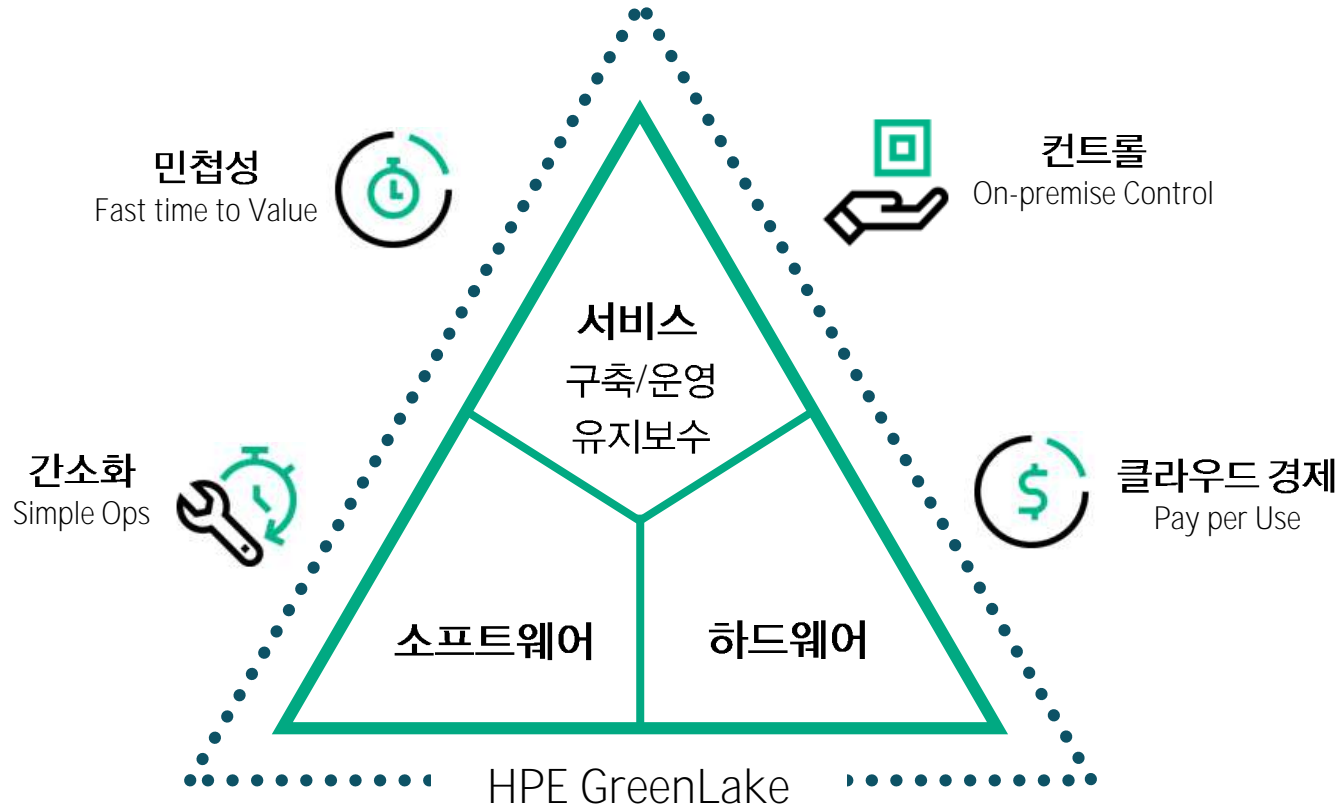 민첩성
Fast time to Value
컨트롤
On-premise Control
서비스
구축/운영
유지보수
간소화
Simple Ops
클라우드 경제
Pay per Use
소프트웨어
하드웨어
HPE GreenLake